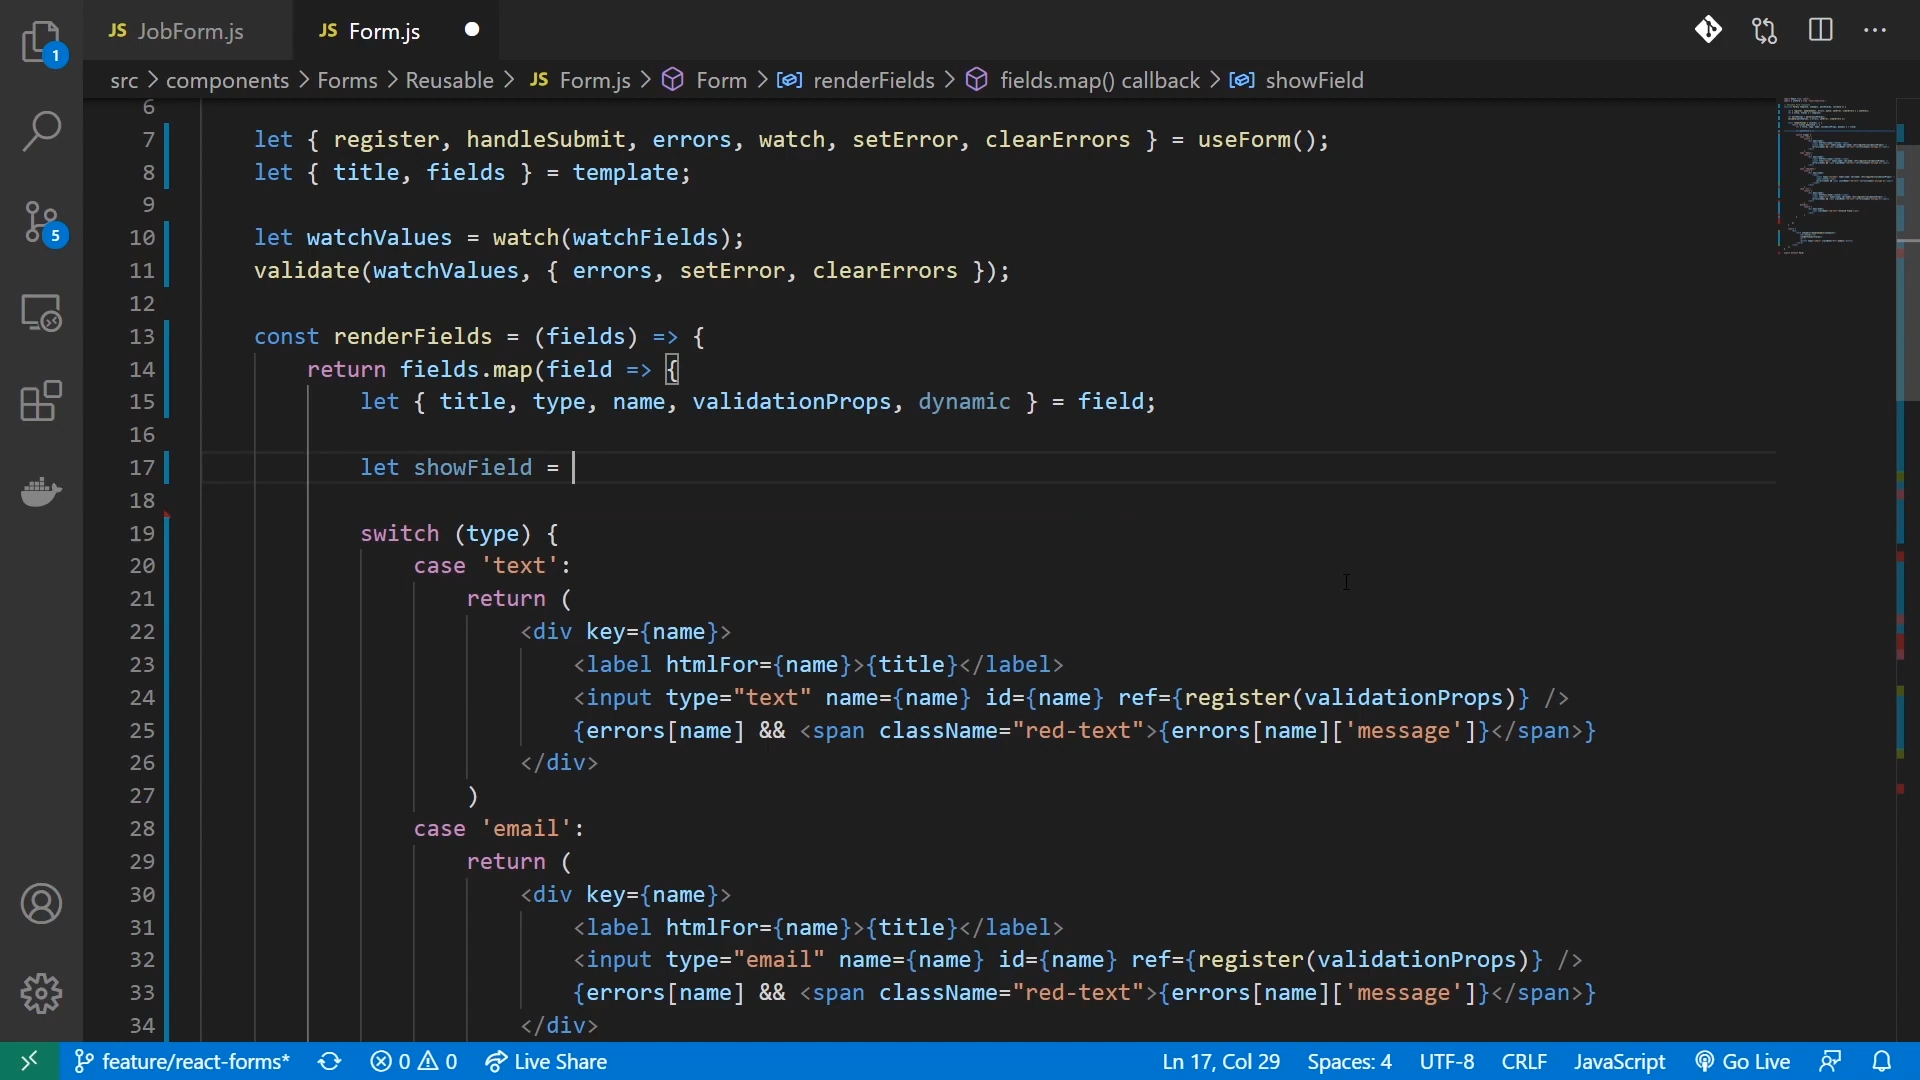 JS JobForm.js JS Form.js
src > components > Forms > Reusable > JS Form.js > Form > renderFields > fields.map() callback > showField
6
7 let { register, handleSubmit, errors, watch, setError, clearErrors } = useForm();
8 let { title, fields } = template;
9
10 let watchValues = watch(watchFields);
11 validate(watchValues, { errors, setError, clearErrors });
12
13 const renderFields = (fields) => {
14 return fields.map(field => {
15 let { title, type, name, validationProps, dynamic } = field;
16
17 let showField =
18
19 switch (type) {
20 case 'text':
21 return (
22 <div key={name}>
23 <label htmlFor={name}>{title}</label>
24 <input type="text" name={name} id={name} ref={register(validationProps)} />
25 {errors[name] && <span className="red-text">{errors[name]['message']}</span>}
26 </div>
27 )
28 case 'email':
29 return (
30 <div key={name}>
31 <label htmlFor={name}>{title}</label>
32 <input type="email" name={name} id={name} ref={register(validationProps)} />
33 {errors[name] && <span className="red-text">{errors[name]['message']}</span>}
34 </div>
1
5
feature/react-forms* 0 0 Live Share Ln 17, Col 29 Spaces: 4 UTF-8 CRLF JavaScript Go Live